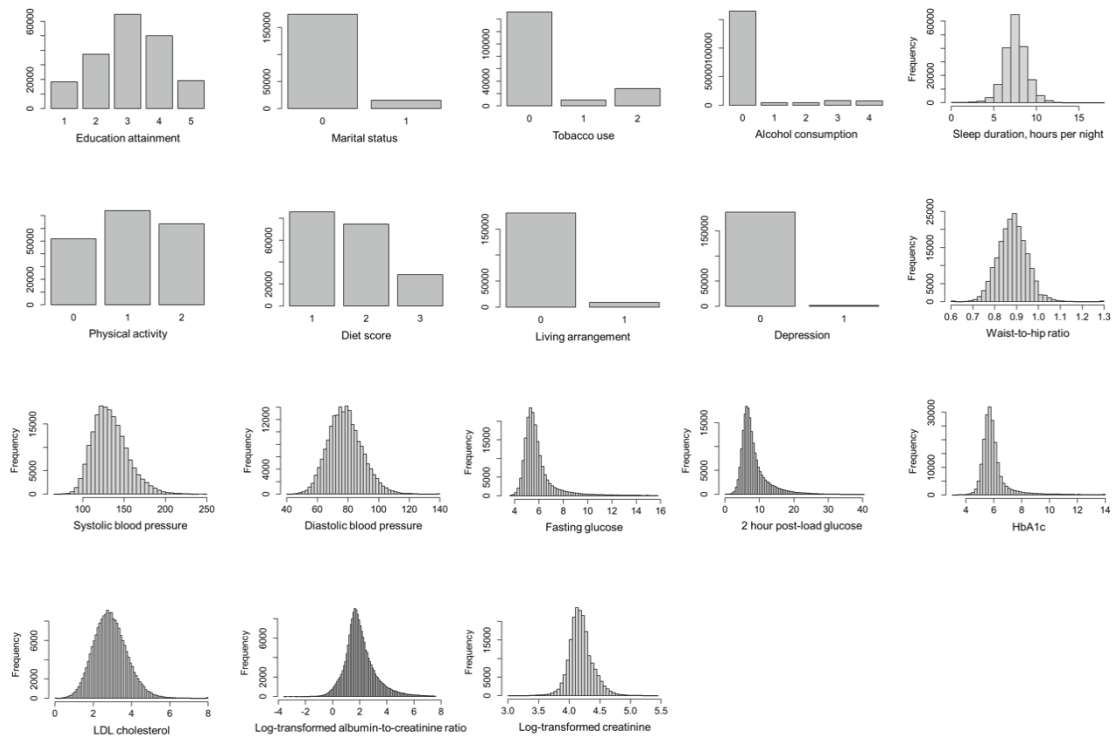 0 20000 40000 60000
1 2 3 4 5
Education attainment
0 50000 150000
0 1
Marital status
0 40000 80000 140000
0 1 2
Tobacco use
0 50000 100000 150000
0 1 2 3 4
Alcohol consumption
Frequency
0 20000 40000 60000
0 5 10 15
Sleep duration, hours per night
0 20000 50000
0 1 2
Physical activity
0 20000 60000
1 2 3
Diet score
0 50000 150000
0 1
Living arrangement
0 50000 150000
0 1
Depression
Frequency
0 5000 15000 25000
0.6 0.7 0.8 0.9 1.0 1.1 1.2 1.3
Waist-to-hip ratio
Frequency
0 5000 15000
100 150 200 250
Systolic blood pressure
Frequency
0 4000 8000 12000
40 60 80 100 120 140
Diastolic blood pressure
Frequency
0 5000 15000
4 6 8 10 12 14 16
Fasting glucose
Frequency
0 5000 15000
0 10 20 30 40
2 hour post-load glucose
Frequency
0 10000 20000 30000
4 6 8 10 12 14
HbA1c
Frequency
0 2000 4000 6000 8000
0 2 4 6 8
LDL cholesterol
Frequency
0 2000 6000
-4 -2 0 2 4 6 8
Log-transformed albumin-to-creatinine ratio
Frequency
0 5000 15000
3.0 3.5 4.0 4.5 5.0 5.5
Log-transformed creatinine